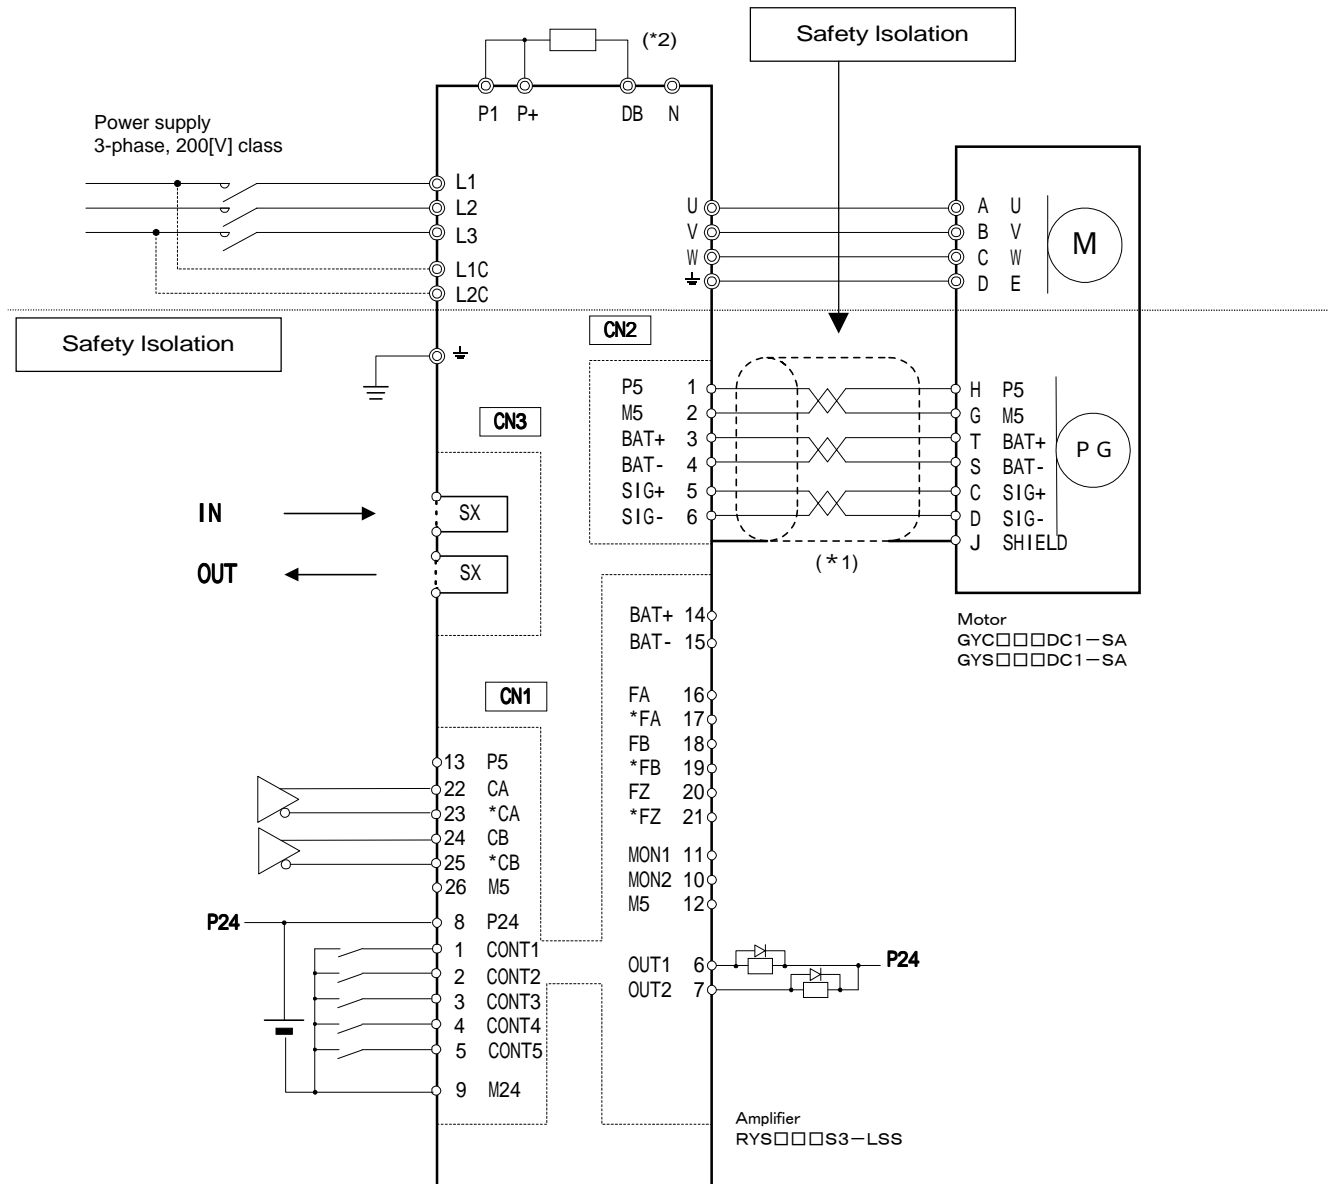 Safety Isolation
(*2)
P1 P+ DB N
Power supply
3-phase, 200[V] class
L1
L2
L3
L1C
L2C
U
V
W
A U
B V
C W
D E
M
Safety Isolation
CN2
P5 1
M5 2
BAT+ 3
BAT- 4
SIG+ 5
SIG- 6
H P5
G M5
T BAT+
S BAT-
C SIG+
D SIG-
J SHIELD
PG
(*1)
CN3
IN
SX
OUT
SX
Motor
GYC□□□DC1-SA
GYS□□□DC1-SA
BAT+ 14
BAT- 15
FA 16
*FA 17
FB 18
*FB 19
FZ 20
*FZ 21
MON1 11
MON2 10
M5 12
OUT1 6
OUT2 7
P24
CN1
13 P5
22 CA
23 *CA
24 CB
25 *CB
26 M5
P24
8 P24
1 CONT1
2 CONT2
3 CONT3
4 CONT4
5 CONT5
9 M24
Amplifier
RYS□□□S3-LSS